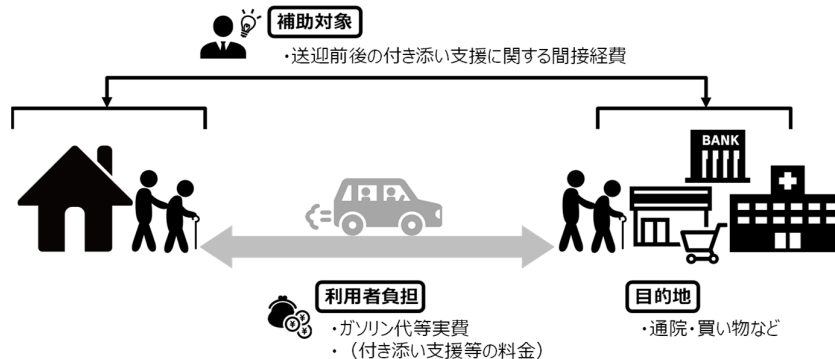 補助対象
・送迎前後の付き添い支援に関する間接経費
BANK
利用者負担
・ガソリン代等実費
・（付き添い支援等の料金）
目的地
・通院・買い物など